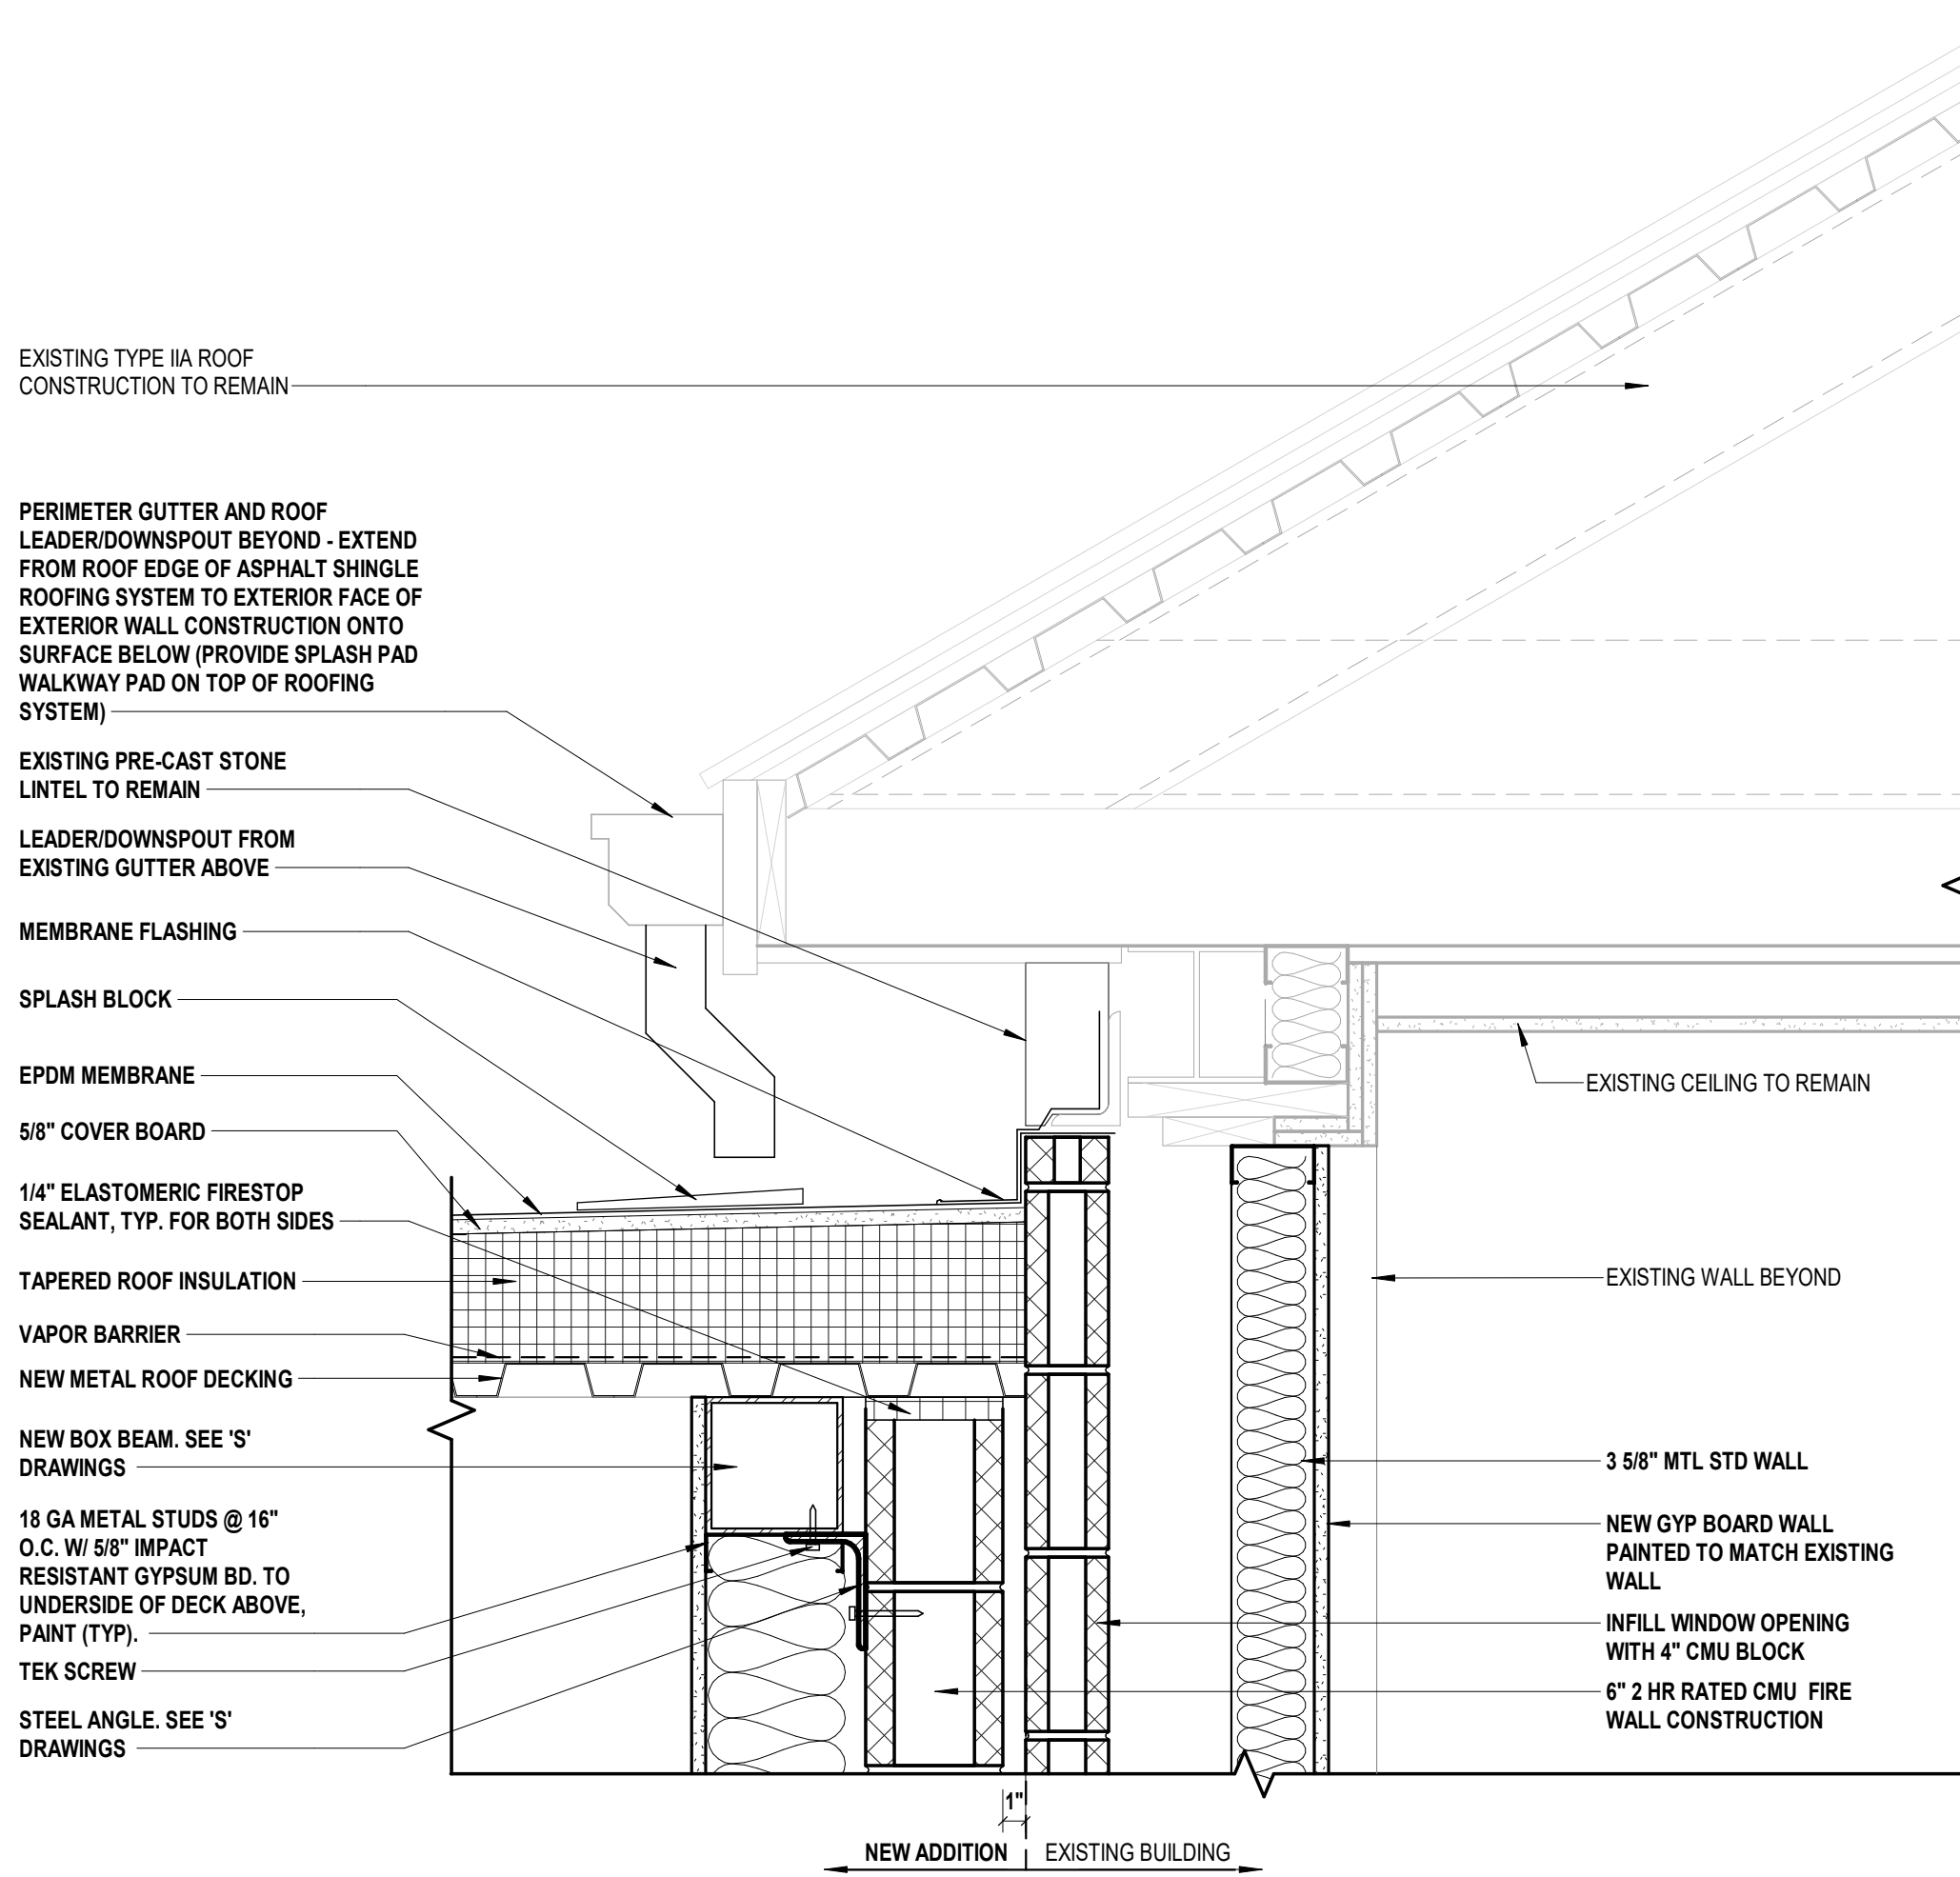 EXISTING TYPE IIA ROOF
CONSTRUCTION TO REMAIN
PERIMETER GUTTER AND ROOF
LEADER/DOWNSPOUT BEYOND - EXTEND
FROM ROOF EDGE OF ASPHALT SHINGLE
ROOFING SYSTEM TO EXTERIOR FACE OF
EXTERIOR WALL CONSTRUCTION ONTO
SURFACE BELOW (PROVIDE SPLASH PAD
WALKWAY PAD ON TOP OF ROOFING
SYSTEM)
EXISTING PRE-CAST STONE
LINTEL TO REMAIN
LEADER/DOWNSPOUT FROM
EXISTING GUTTER ABOVE
MEMBRANE FLASHING
SPLASH BLOCK
EPDM MEMBRANE
5/8" COVER BOARD
1/4" ELASTOMERIC FIRESTOP
SEALANT, TYP. FOR BOTH SIDES
TAPERED ROOF INSULATION
VAPOR BARRIER
NEW METAL ROOF DECKING
NEW BOX BEAM. SEE 'S'
DRAWINGS
18 GA METAL STUDS @ 16"
O.C. W/ 5/8" IMPACT
RESISTANT GYPSUM BD. TO
UNDERSIDE OF DECK ABOVE,
PAINT (TYP).
TEK SCREW
STEEL ANGLE. SEE 'S'
DRAWINGS
EXISTING CEILING TO REMAIN
EXISTING WALL BEYOND
3 5/8" MTL STD WALL
NEW GYP BOARD WALL
PAINTED TO MATCH EXISTING
WALL
INFILL WINDOW OPENING
WITH 4" CMU BLOCK
6" 2 HR RATED CMU FIRE
WALL CONSTRUCTION
1"
NEW ADDITION
EXISTING BUILDING